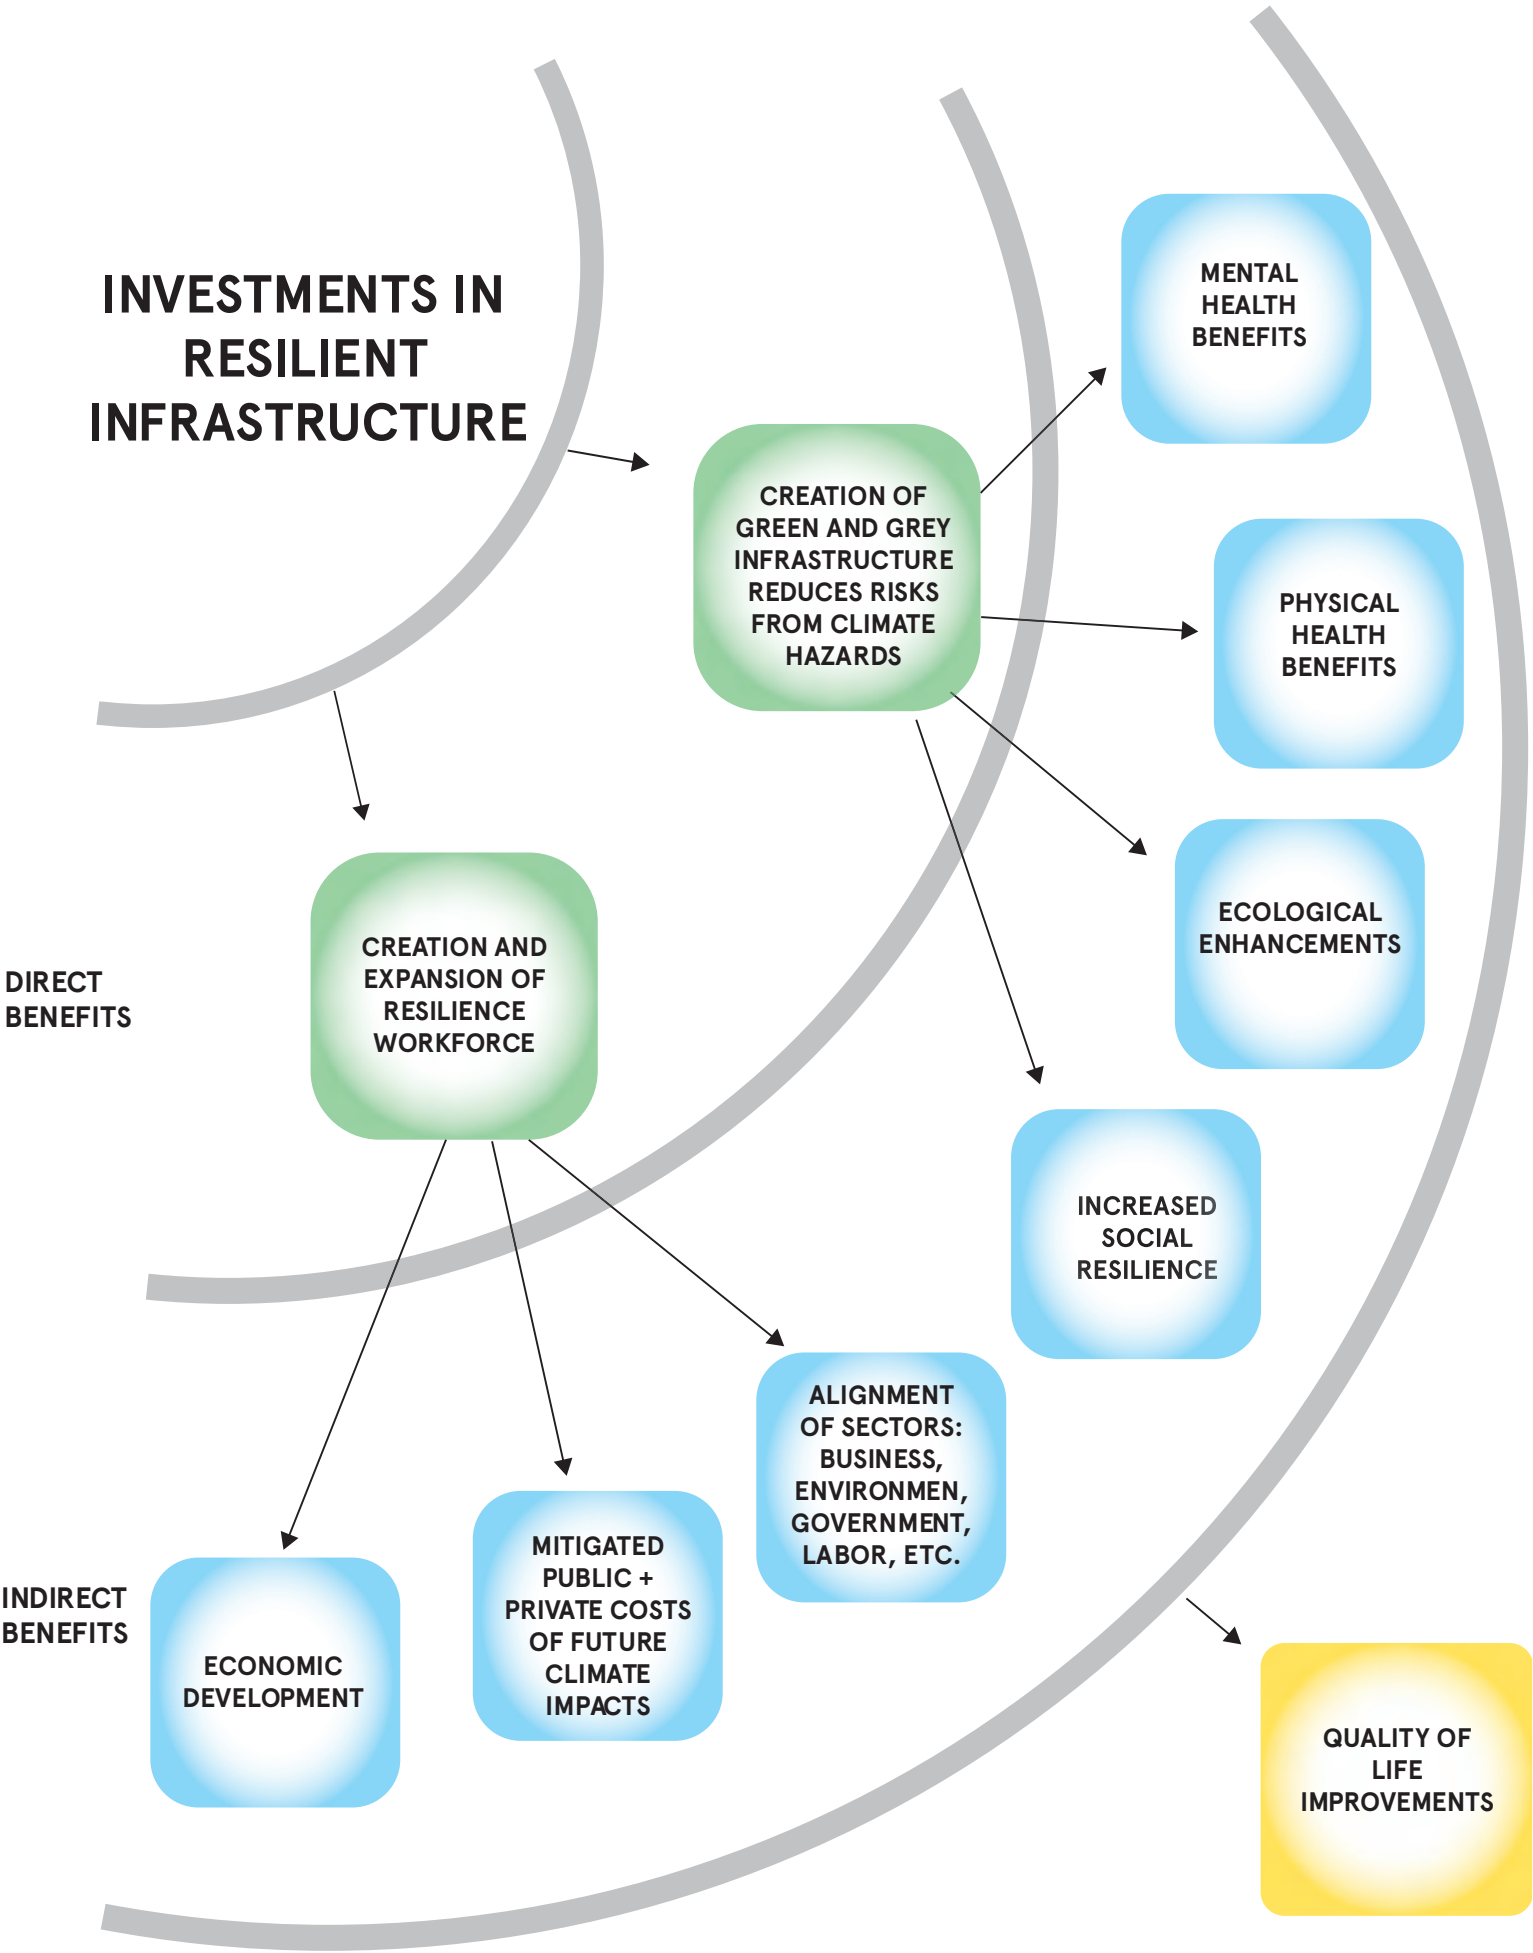 INVESTMENTS IN
RESILIENT
INFRASTRUCTURE
MENTAL
HEALTH
BENEFITS
CREATION OF
GREEN AND GREY
INFRASTRUCTURE
REDUCES RISKS
FROM CLIMATE
HAZARDS
PHYSICAL
HEALTH
BENEFITS
ECOLOGICAL
ENHANCEMENTS
DIRECT
BENEFITS
CREATION AND
EXPANSION OF
RESILIENCE
WORKFORCE
INCREASED
SOCIAL
RESILIENCE
ALIGNMENT
OF SECTORS:
BUSINESS,
ENVIRONMEN,
GOVERNMENT,
LABOR, ETC.
MITIGATED
PUBLIC +
PRIVATE COSTS
OF FUTURE
CLIMATE
IMPACTS
INDIRECT
BENEFITS
ECONOMIC
DEVELOPMENT
QUALITY OF
LIFE
IMPROVEMENTS